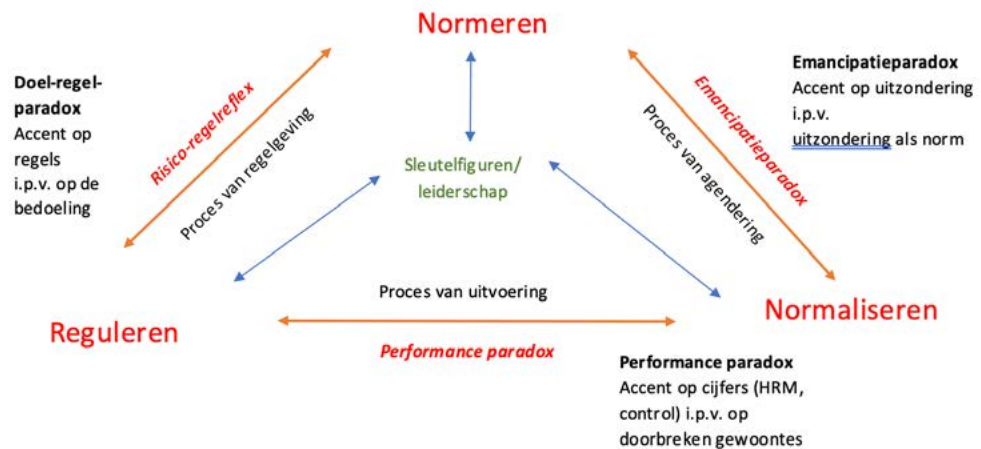 Normeren
Doel-regel-
paradox
Accent op
regels
i.p.v. op de
bedoeling
Risico-regelreflex
Proces van regelgeving
Sleutelfiguren/
leiderschap
Emancipatieparadox
Proces van agendering
Emancipatieparadox
Accent op uitzondering
i.p.v.
uitzondering als norm
Reguleren
Proces van uitvoering
Performance paradox
Normaliseren
Performance paradox
Accent op cijfers (HRM,
control) i.p.v. op
doorbreken gewoontes